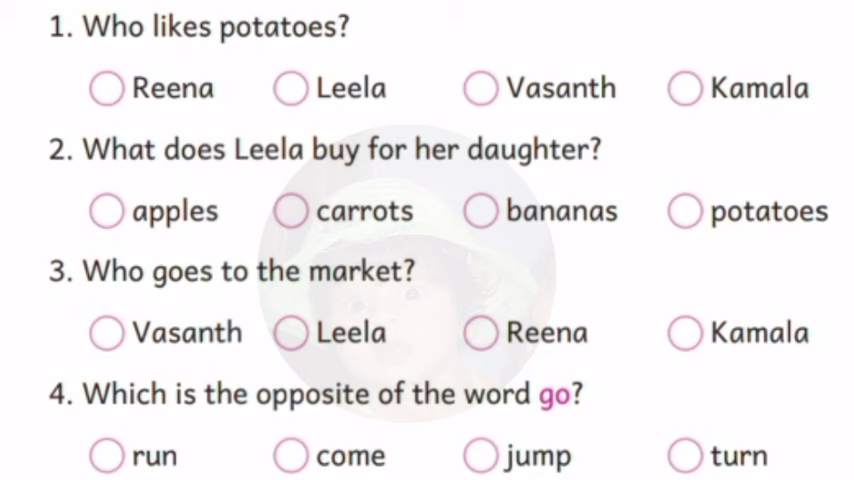 1. Who likes potatoes?
Reena Leela Vasanth Kamala
2. What does Leela buy for her daughter?
apples carrots bananas potatoes
3. Who goes to the market?
Vasanth Leela Reena Kamala
4. Which is the opposite of the word go?
run come jump turn